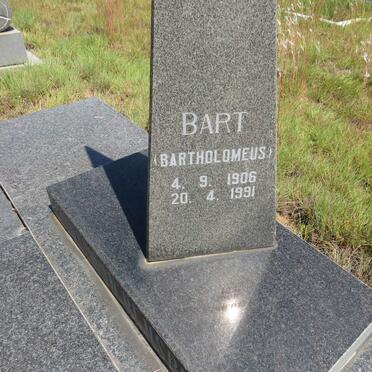 BART
(BARTHOLOMEUS)
4. 9. 1906
20. 4. 1991